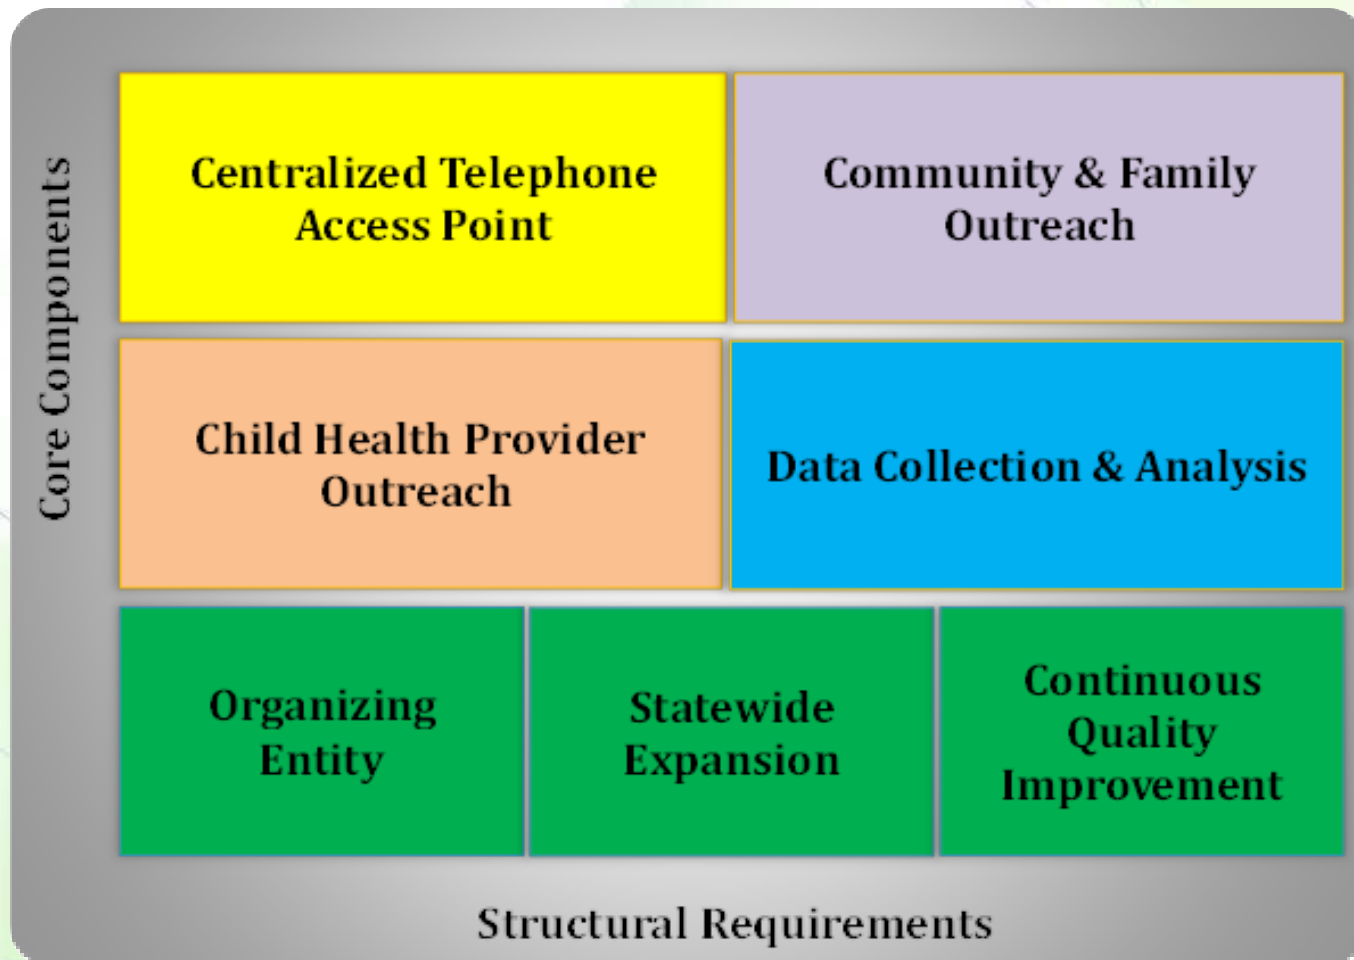 Core Components
Centralized Telephone
Access Point
Community & Family
Outreach
Child Health Provider
Outreach
Data Collection & Analysis
Organizing
Entity
Statewide
Expansion
Continuous
Quality
Improvement
Structural Requirements